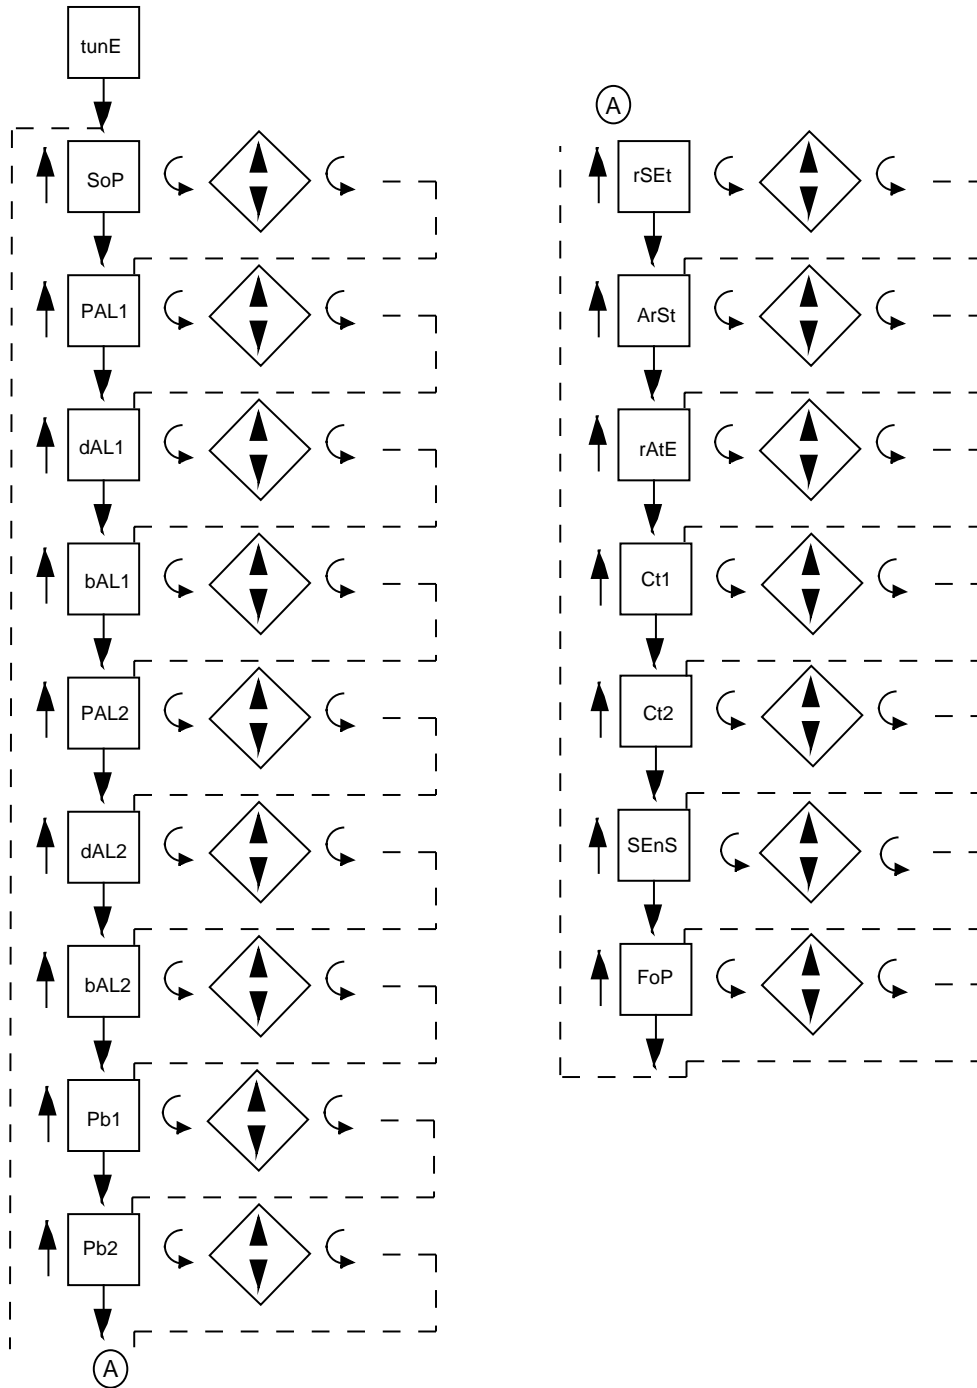 tunE
SoP
PAL1
dAL1
bAL1
PAL2
dAL2
bAL2
Pb1
Pb2
A
A
rSEt
ArSt
rAtE
Ct1
Ct2
SEnS
FoP